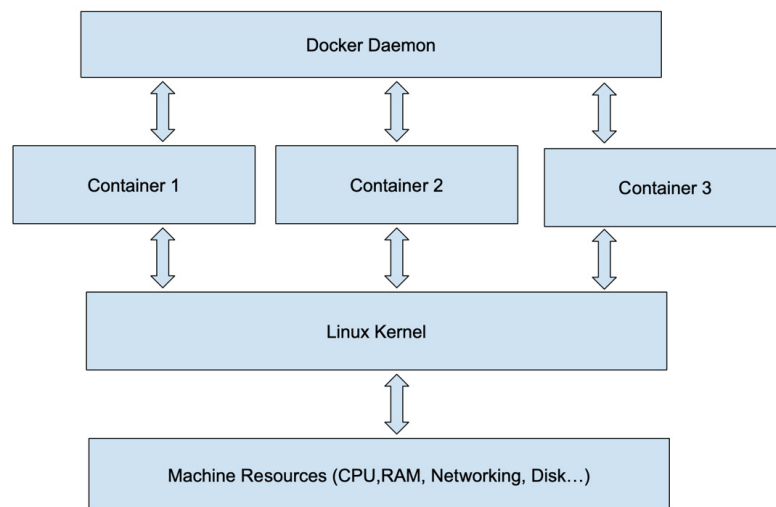 Docker Daemon
Container 1
Container 2
Container 3
Linux Kernel
Machine Resources (CPU,RAM, Networking, Disk…)